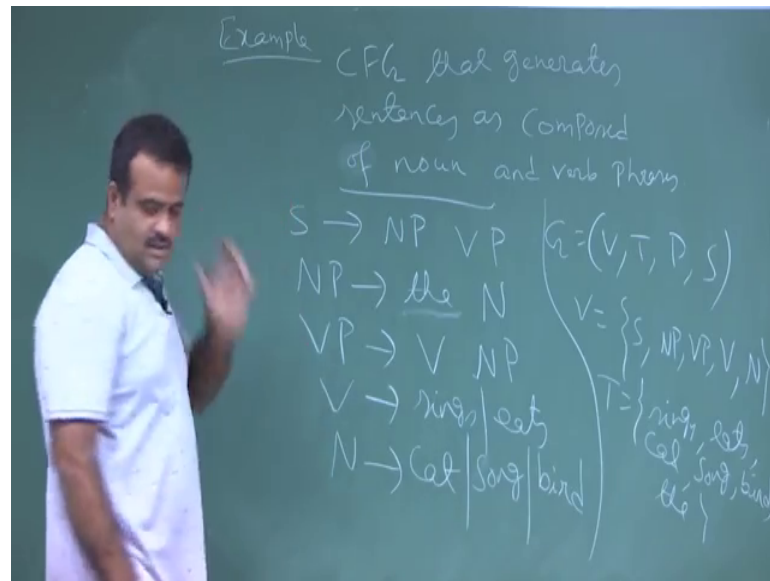 Example
CFG that generates
sentences as composed
of noun and verb phrases
S → NP VP
NP → the N
VP → V NP
V → sings | eats
N → Cat | Song | bird
G = (V, T, P, S)
V = {S, NP, VP, V, N}
T = {sings, eats,
Cat, Song, bird,
the}